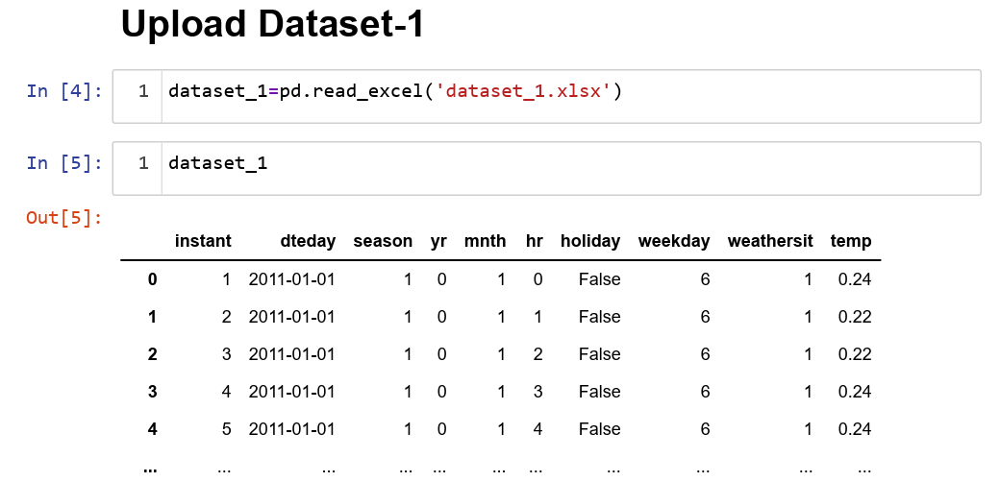 Upload Dataset-1
In [4]: 1 dataset_1=pd.read_excel('dataset_1.xlsx')
In [5]: 1 dataset_1
Out[5]:
instant dteday season yr mnth hr holiday weekday weathersit temp
0 1 2011-01-01 1 0 1 0 False 6 1 0.24
1 2 2011-01-01 1 0 1 1 False 6 1 0.22
2 3 2011-01-01 1 0 1 2 False 6 1 0.22
3 4 2011-01-01 1 0 1 3 False 6 1 0.24
4 5 2011-01-01 1 0 1 4 False 6 1 0.24
... ... ... ... ... ... ... ... ... ... ...